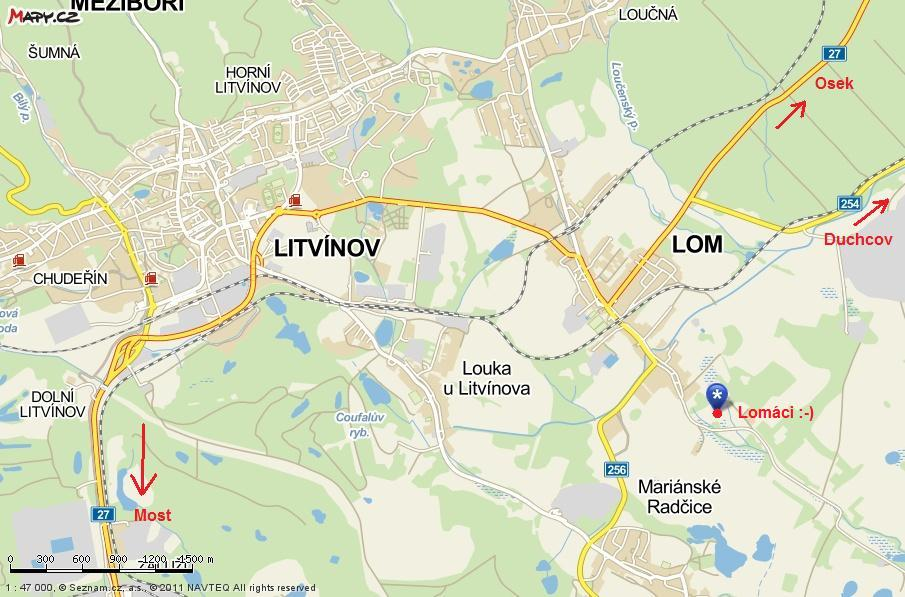 MEZIBOŘÍ
Mapy.cz
LOUČNÁ
ŠUMNÁ
27
HORNÍ
LITVÍNOV
Osek
Bílý p.
Loučenský p.
254
Duchcov
LITVÍNOV
LOM
CHUDEŘÍN
Louka
u Litvínova
DOLNÍ
LITVÍNOV
*
Lomáci :-)
Coufalův
ryb.
256
Mariánské
Radčice
27
Most
0 300 600 900 1200 1500 m
1 : 47 000, © Seznam.cz, a.s., © 2011 NAVTEQ All rights reserved